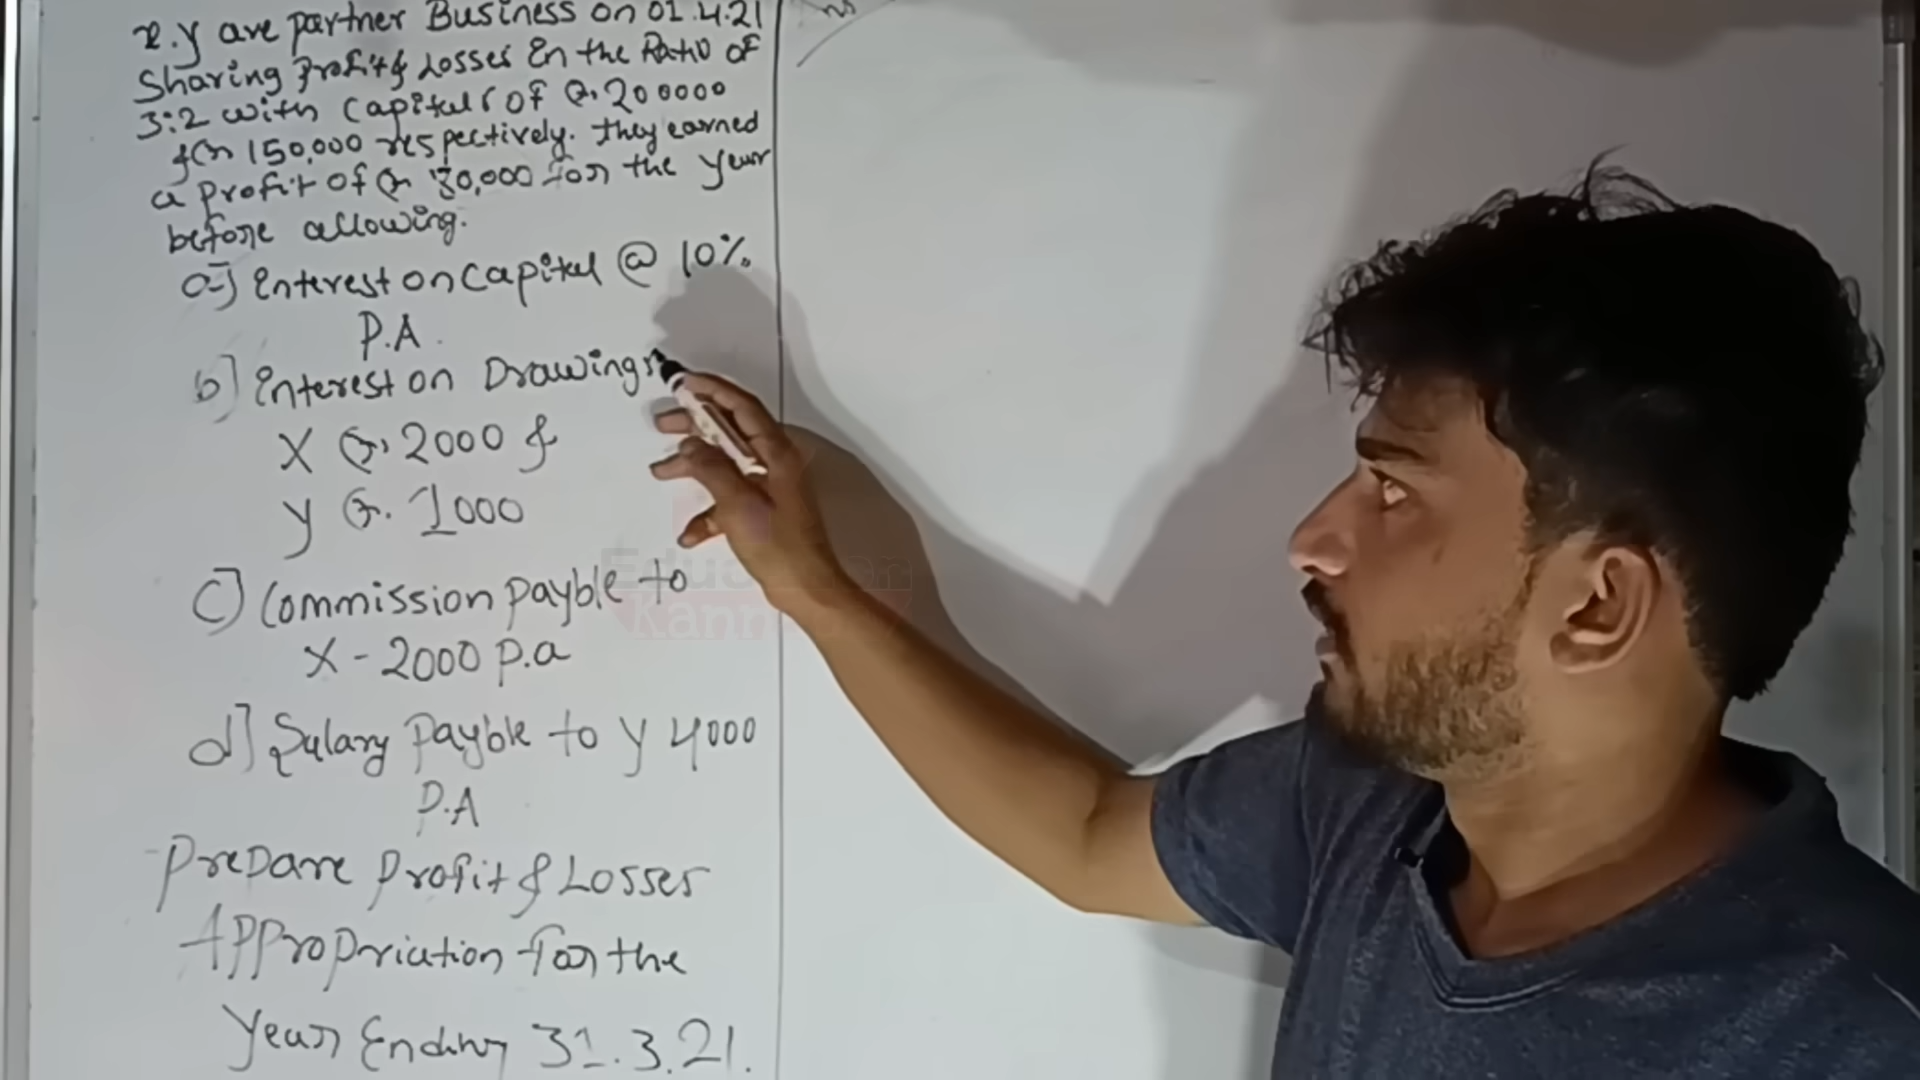 x.y are partner Business on 01.4.21
Sharing Profit & Losses En the Ratio of
3:2 with Capitals of Rs. 200000
& Rs 150,000 respectively. they earned
a profit of Rs 30,000 for the year
before allowing.
a] Enterest on Capital @ 10%
P.A.
b] Enterest on Drawings
X Rs. 2000 &
y Rs. 1000
c] Commission payble to
X - 2000 p.a
d] Salary payble to y 4000
P.A
Prepare Profit & Losses
Appropriation for the
Year Ending 31.3.21.